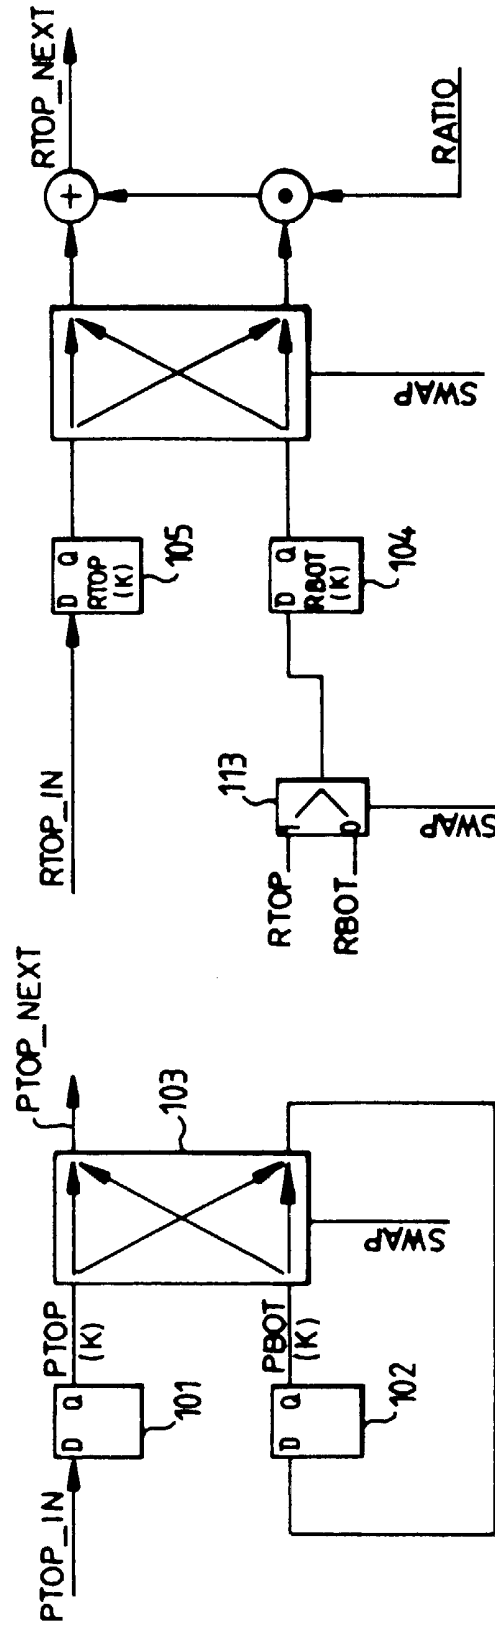 PTOP_IN
D Q
101
PTOP
(K)
103
PTOP_NEXT
D Q
102
PBOT
(K)
SWAP
RTOP_IN
D Q
RTOP
(K)
105
RTOP
RBOT
1
0
113
SWAP
D Q
RBOT
(K)
104
SWAP
+
RTOP_NEXT
RATIO